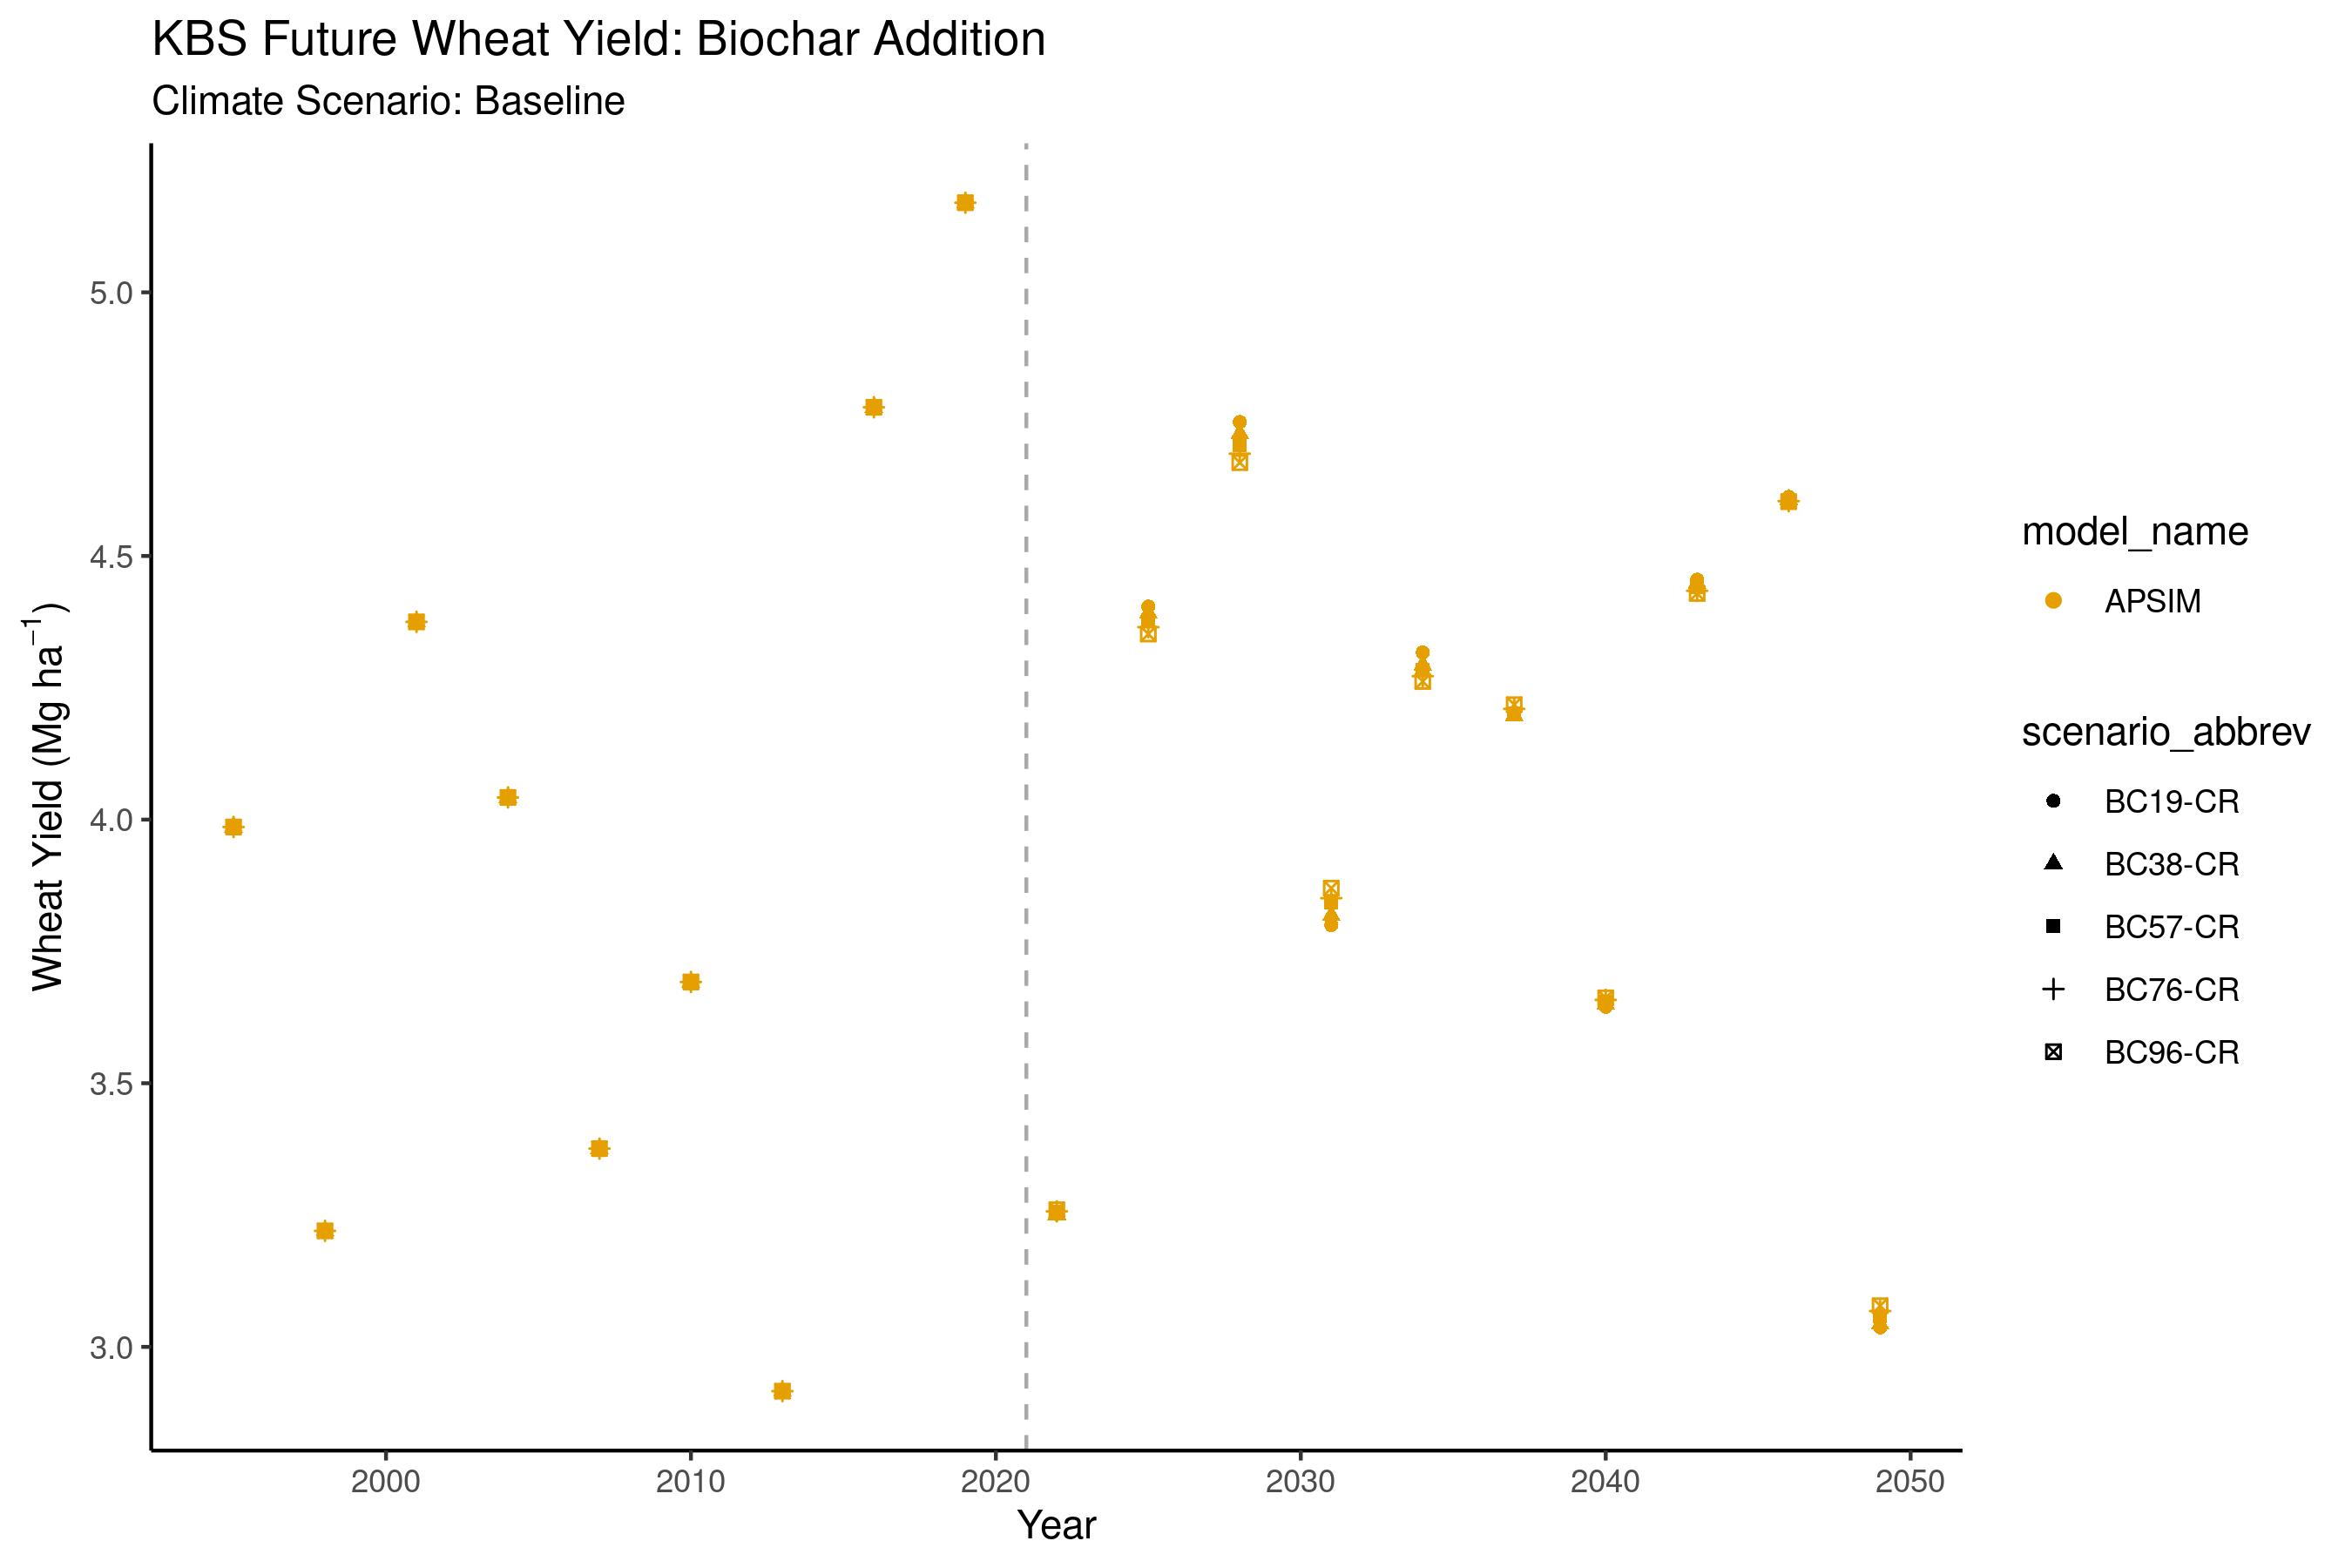 KBS Future Wheat Yield: Biochar Addition
Climate Scenario: Baseline
Wheat Yield (Mg ha⁻¹)
5.0
4.5
4.0
3.5
3.0
2000 2010 2020 2030 2040 2050
Year
model_name
APSIM
scenario_abbrev
BC19-CR
BC38-CR
BC57-CR
BC76-CR
BC96-CR